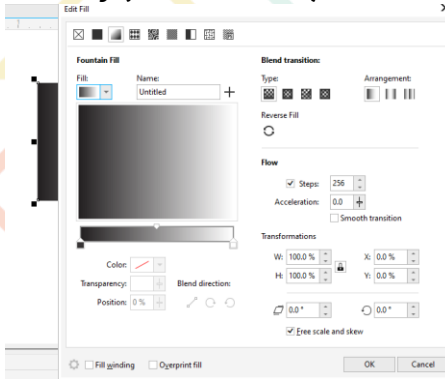 Edit Fill
Fountain Fill
Fill:
Name:
Untitled
Color:
Transparency:
Blend direction:
Position:
0 %
Blend transition:
Type:
Arrangement:
Reverse Fill
Flow
Steps:
256
Acceleration:
0.0
Smooth transition
Transformations
W:
100.0 %
X:
0.0 %
H:
100.0 %
Y:
0.0 %
0.0 °
0.0 °
Free scale and skew
Fill winding
Overprint fill
OK
Cancel